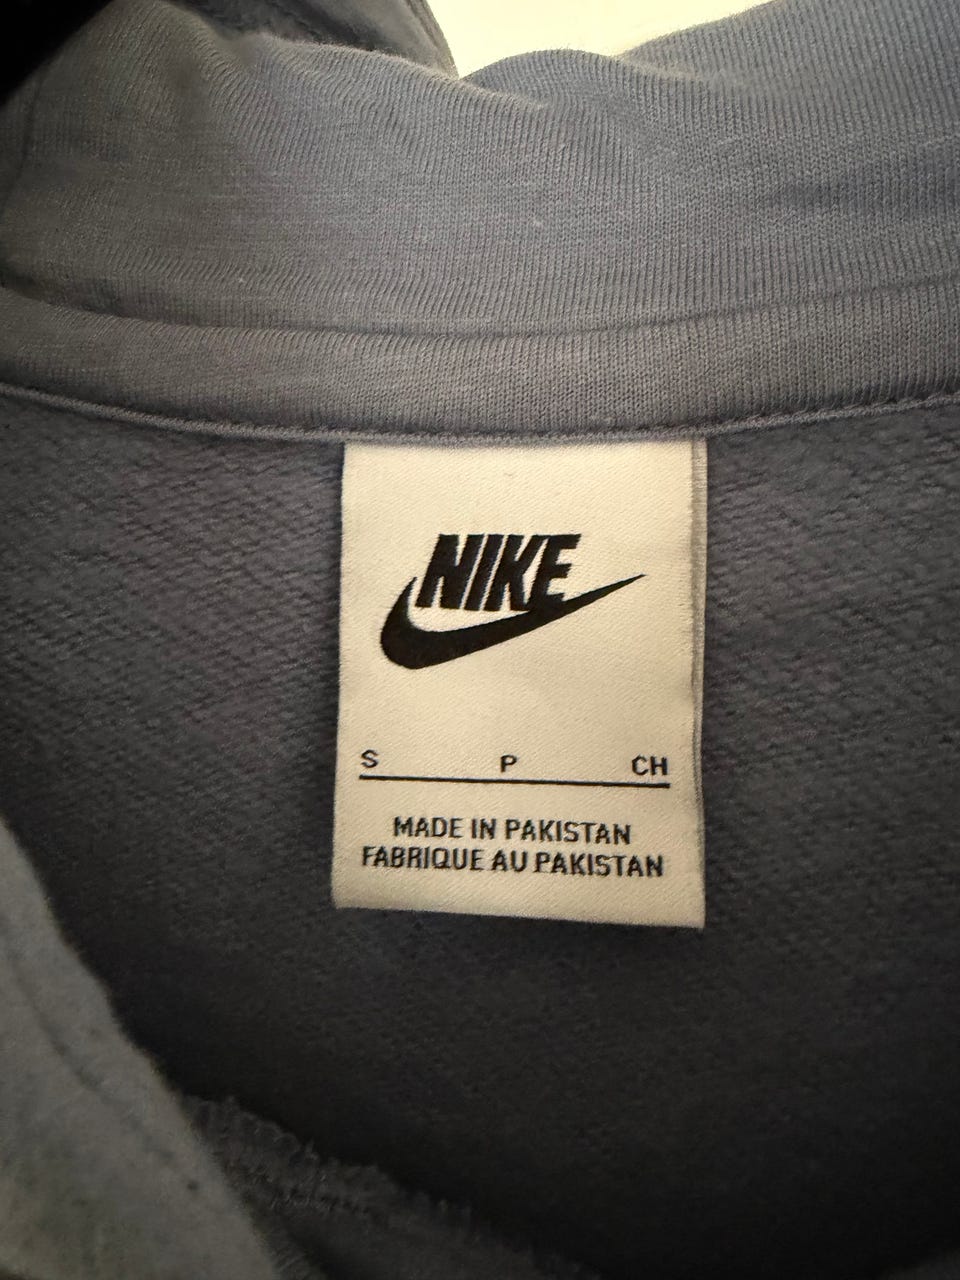 NIKE
S P CH
MADE IN PAKISTAN
FABRIQUE AU PAKISTAN